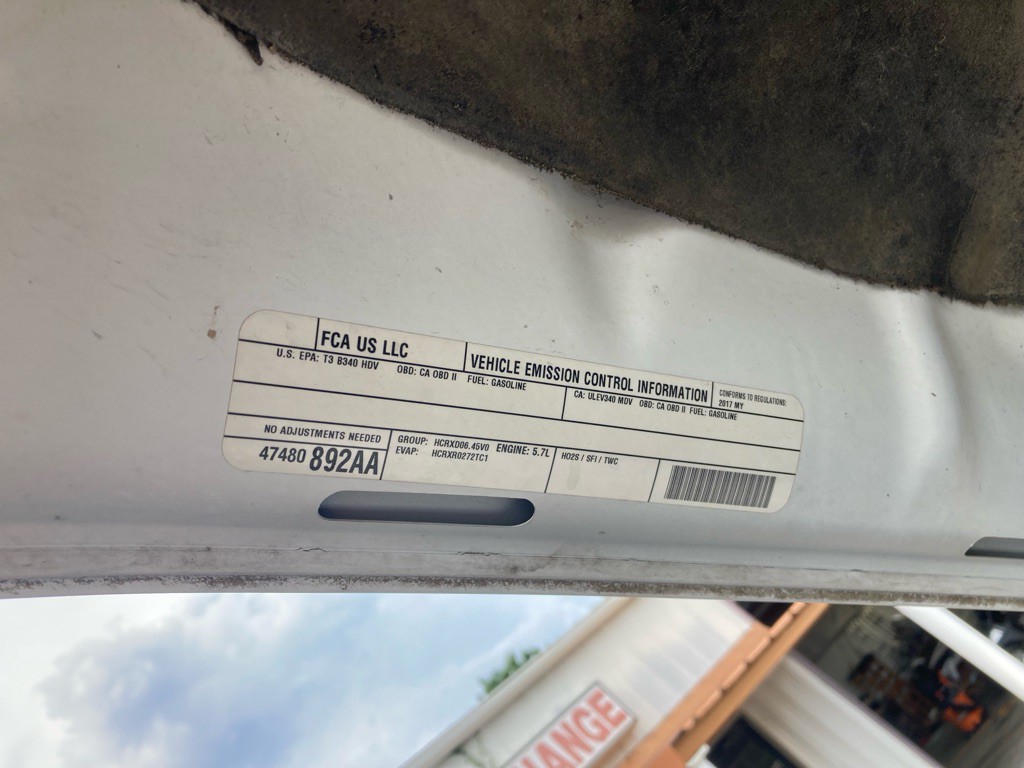 FCA US LLC
VEHICLE EMISSION CONTROL INFORMATION
CONFORMS TO REGULATIONS:
2017 MY
U.S. EPA: T3 B340 HDV OBD: CA OBD II FUEL: GASOLINE
CA: ULEV340 MDV OBD: CA OBD II FUEL: GASOLINE
NO ADJUSTMENTS NEEDED
47480 892AA
GROUP: HCRXD06.45V0 ENGINE: 5.7L
EVAP: HCRXR0272TC1
HO2S / SFI / TWC
HANGE